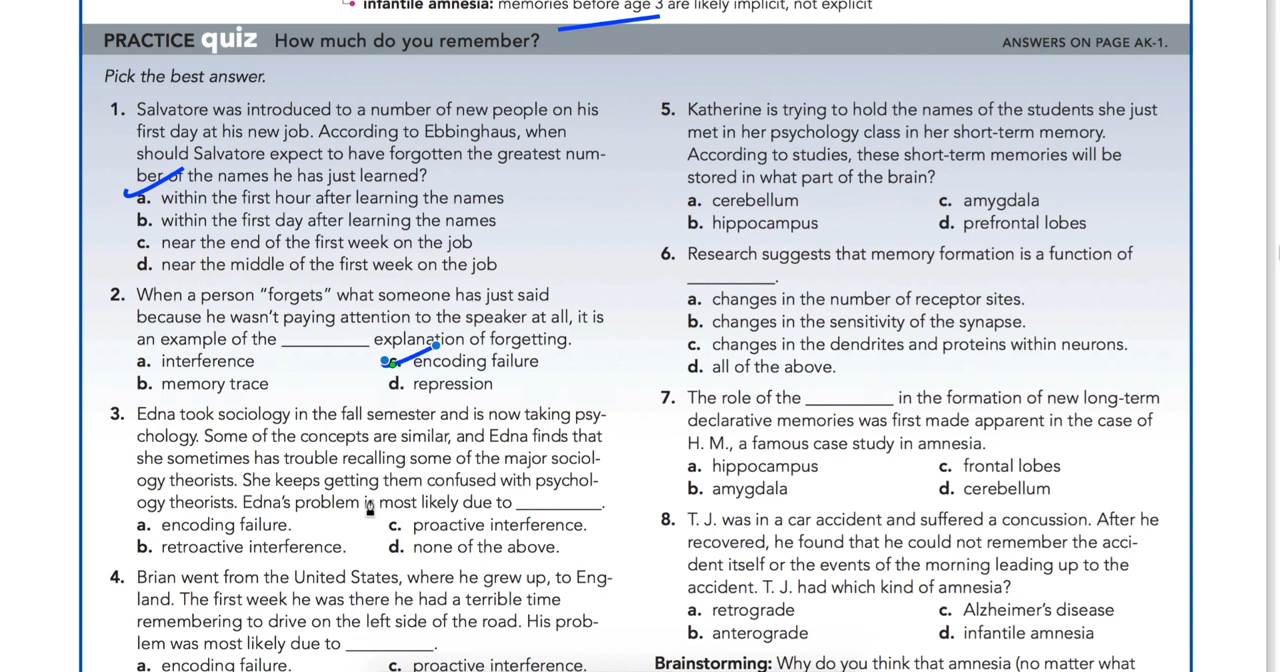 infantile amnesia: memories before age 3 are likely implicit, not explicit
PRACTICE quiz How much do you remember? ANSWERS ON PAGE AK-1.
Pick the best answer.
1. Salvatore was introduced to a number of new people on his
first day at his new job. According to Ebbinghaus, when
should Salvatore expect to have forgotten the greatest num-
ber of the names he has just learned?
a. within the first hour after learning the names
b. within the first day after learning the names
c. near the end of the first week on the job
d. near the middle of the first week on the job
2. When a person “forgets” what someone has just said
because he wasn’t paying attention to the speaker at all, it is
an example of the __________ explanation of forgetting.
a. interference c. encoding failure
b. memory trace d. repression
3. Edna took sociology in the fall semester and is now taking psy-
chology. Some of the concepts are similar, and Edna finds that
she sometimes has trouble recalling some of the major sociol-
ogy theorists. She keeps getting them confused with psychol-
ogy theorists. Edna’s problem is most likely due to __________.
a. encoding failure. c. proactive interference.
b. retroactive interference. d. none of the above.
4. Brian went from the United States, where he grew up, to Eng-
land. The first week he was there he had a terrible time
remembering to drive on the left side of the road. His prob-
lem was most likely due to __________.
a. encoding failure. c. proactive interference.
5. Katherine is trying to hold the names of the students she just
met in her psychology class in her short-term memory.
According to studies, these short-term memories will be
stored in what part of the brain?
a. cerebellum c. amygdala
b. hippocampus d. prefrontal lobes
6. Research suggests that memory formation is a function of
__________.
a. changes in the number of receptor sites.
b. changes in the sensitivity of the synapse.
c. changes in the dendrites and proteins within neurons.
d. all of the above.
7. The role of the __________ in the formation of new long-term
declarative memories was first made apparent in the case of
H. M., a famous case study in amnesia.
a. hippocampus c. frontal lobes
b. amygdala d. cerebellum
8. T. J. was in a car accident and suffered a concussion. After he
recovered, he found that he could not remember the acci-
dent itself or the events of the morning leading up to the
accident. T. J. had which kind of amnesia?
a. retrograde c. Alzheimer’s disease
b. anterograde d. infantile amnesia
Brainstorming: Why do you think that amnesia (no matter what